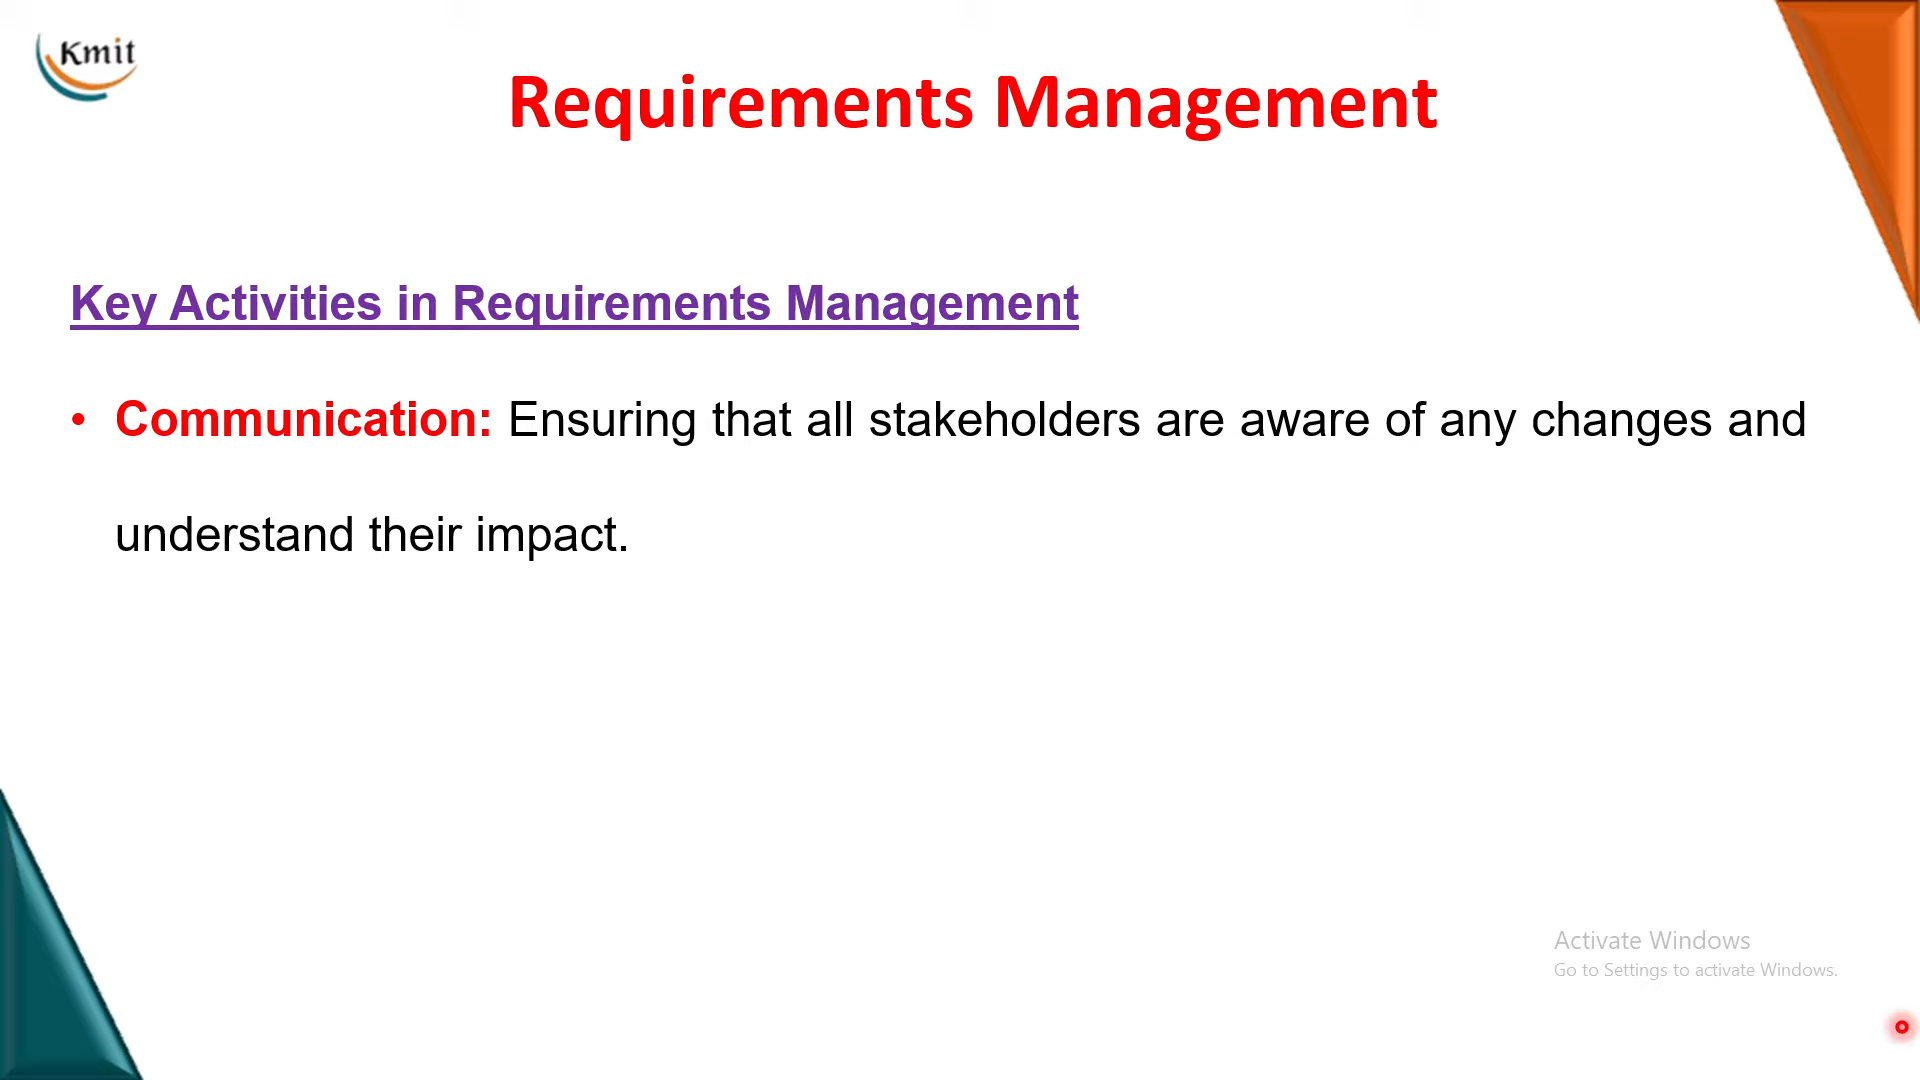 Kmit
Requirements Management
Key Activities in Requirements Management
• Communication: Ensuring that all stakeholders are aware of any changes and
understand their impact.
Activate Windows
Go to Settings to activate Windows.